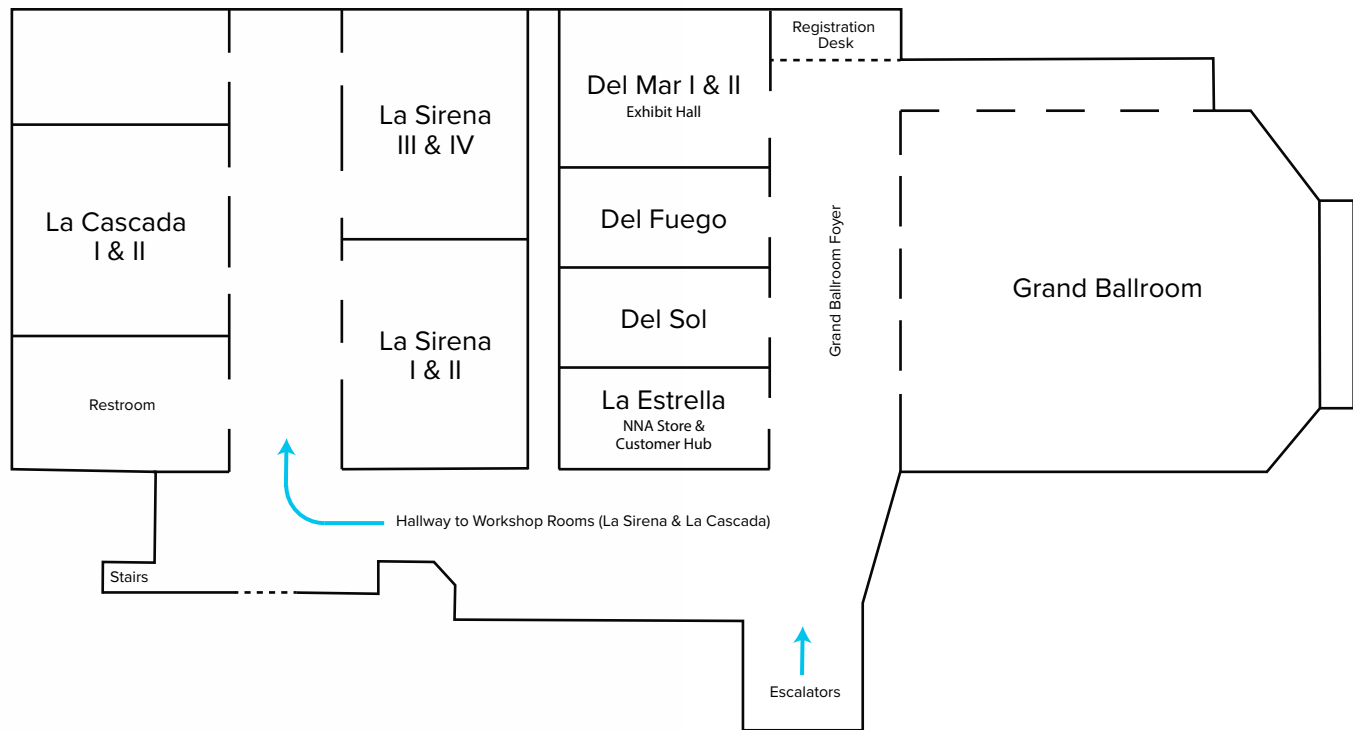 Registration
Desk
Del Mar I & II
Exhibit Hall
La Sirena
III & IV
La Cascada
I & II
Del Fuego
Grand Ballroom Foyer
Grand Ballroom
Del Sol
La Sirena
I & II
La Estrella
NNA Store &
Customer Hub
Restroom
Hallway to Workshop Rooms (La Sirena & La Cascada)
Stairs
Escalators